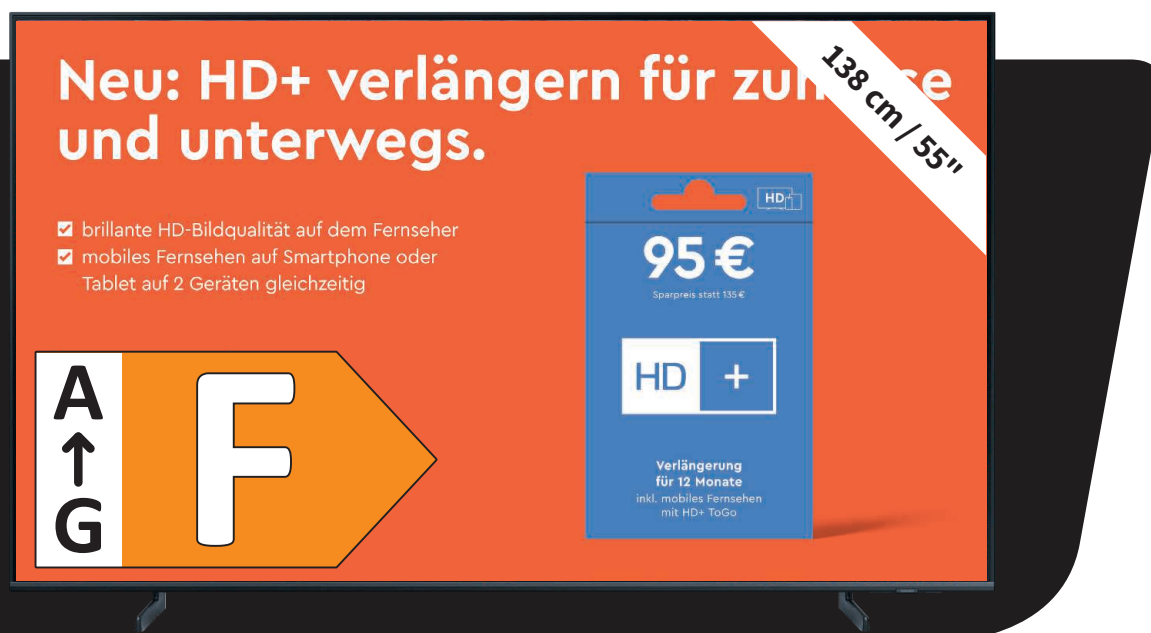 Neu: HD+ verlängern für
und unterwegs.
138 cm / 55"
brillante HD-Bildqualität auf dem Fernseher
mobiles Fernsehen auf Smartphone oder
Tablet auf 2 Geräten gleichzeitig
HD+
95 €
Sparpreis statt 135 €
HD +
Verlängerung
für 12 Monate
inkl. mobiles Fernsehen
mit HD+ ToGo
A
G
F